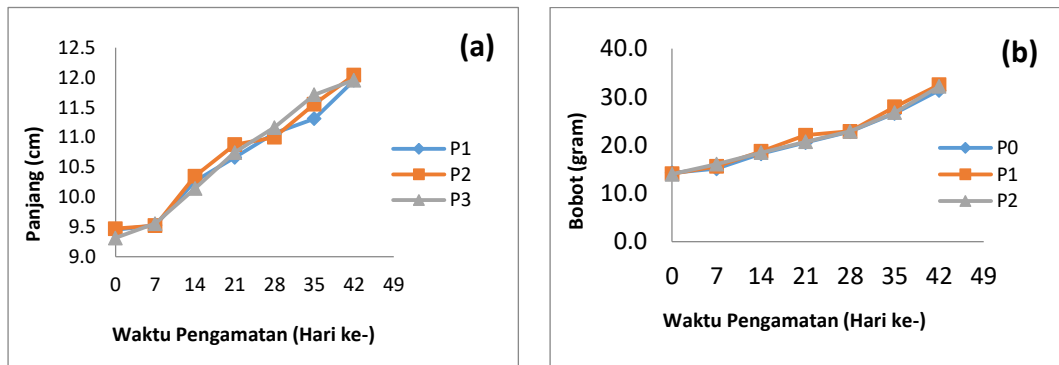 (a)
Panjang (cm)
12.5
12.0
11.5
11.0
10.5
10.0
9.5
9.0
0 7 14 21 28 35 42 49
Waktu Pengamatan (Hari ke-)
P1
P2
P3
(b)
Bobot (gram)
40.0
30.0
20.0
10.0
0.0
0 7 14 21 28 35 42 49
Waktu Pengamatan (Hari ke-)
P0
P1
P2